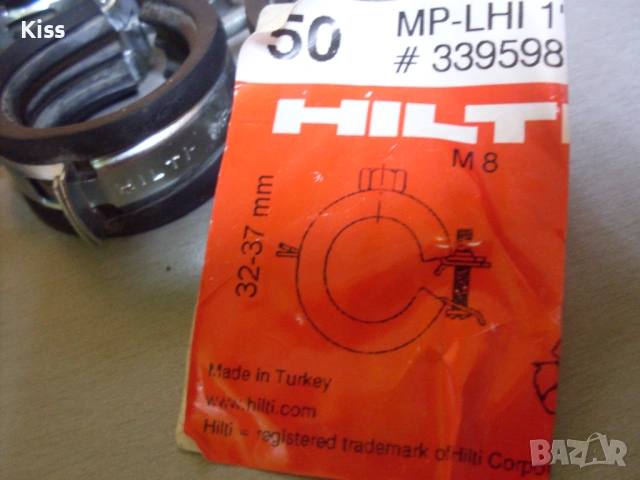 Kiss
50
MP-LHI 1"
# 339598
HILTI
HILTI
M 8
32-37 mm
Made in Turkey
www.hilti.com
Hilti = registered trademark of Hilti
BAZAR